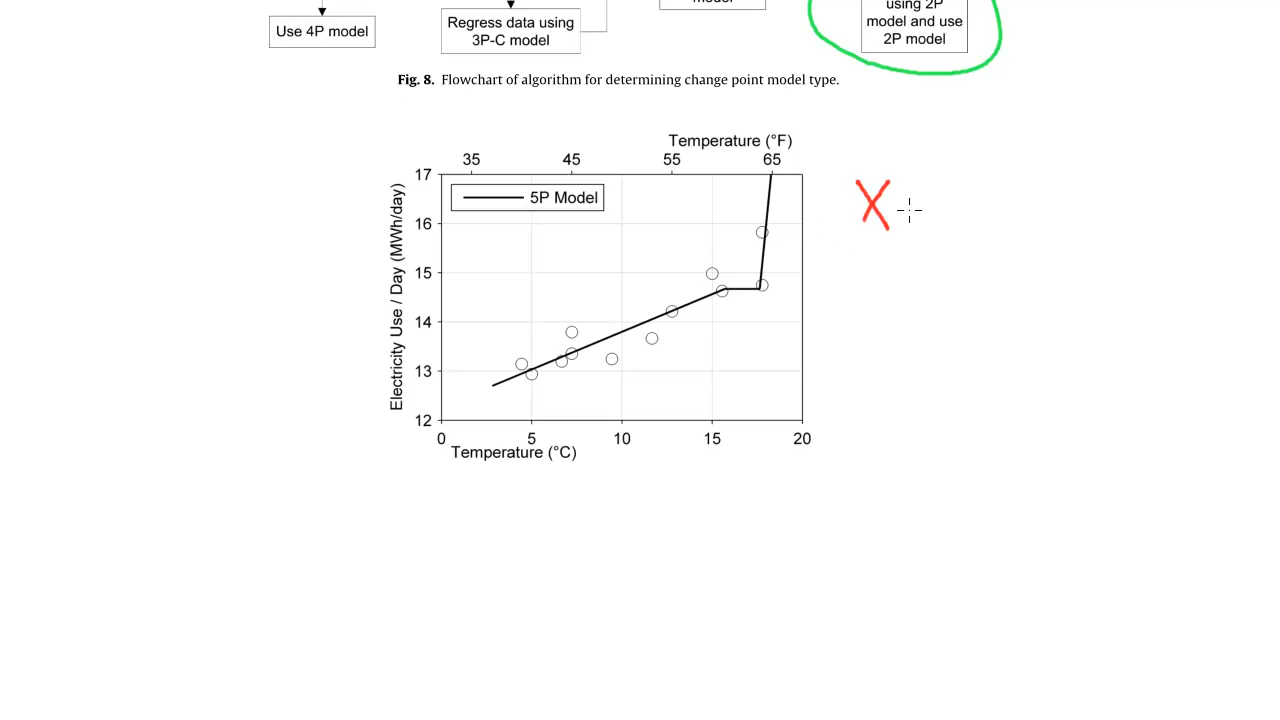 using 2P
model
Use 4P model
Regress data using
3P-C model
model and use
2P model
Fig. 8. Flowchart of algorithm for determining change point model type.
Temperature (°F)
35 45 55 65
17
5P Model
16
15
14
13
12
Electricity Use / Day (MWh/day)
0 5 10 15 20
Temperature (°C)
X